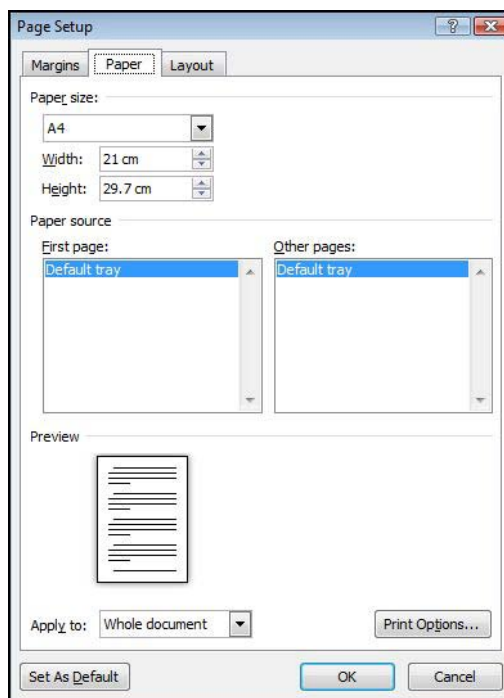 Page Setup
Margins Paper Layout
Paper size:
A4
Width: 21 cm
Height: 29.7 cm
Paper source
First page: Other pages:
Default tray Default tray
Preview
Apply to: Whole document Print Options...
Set As Default OK Cancel